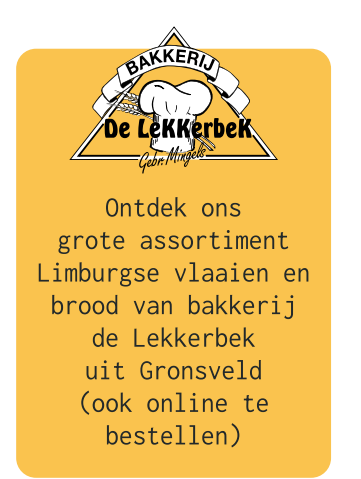 BAKKERIJ
De LeKKerbeK
Gebr. Mingels
Ontdek ons
grote assortiment
Limburgse vlaaien en
brood van bakkerij
de Lekkerbek
uit Gronsveld
(ook online te
bestellen)